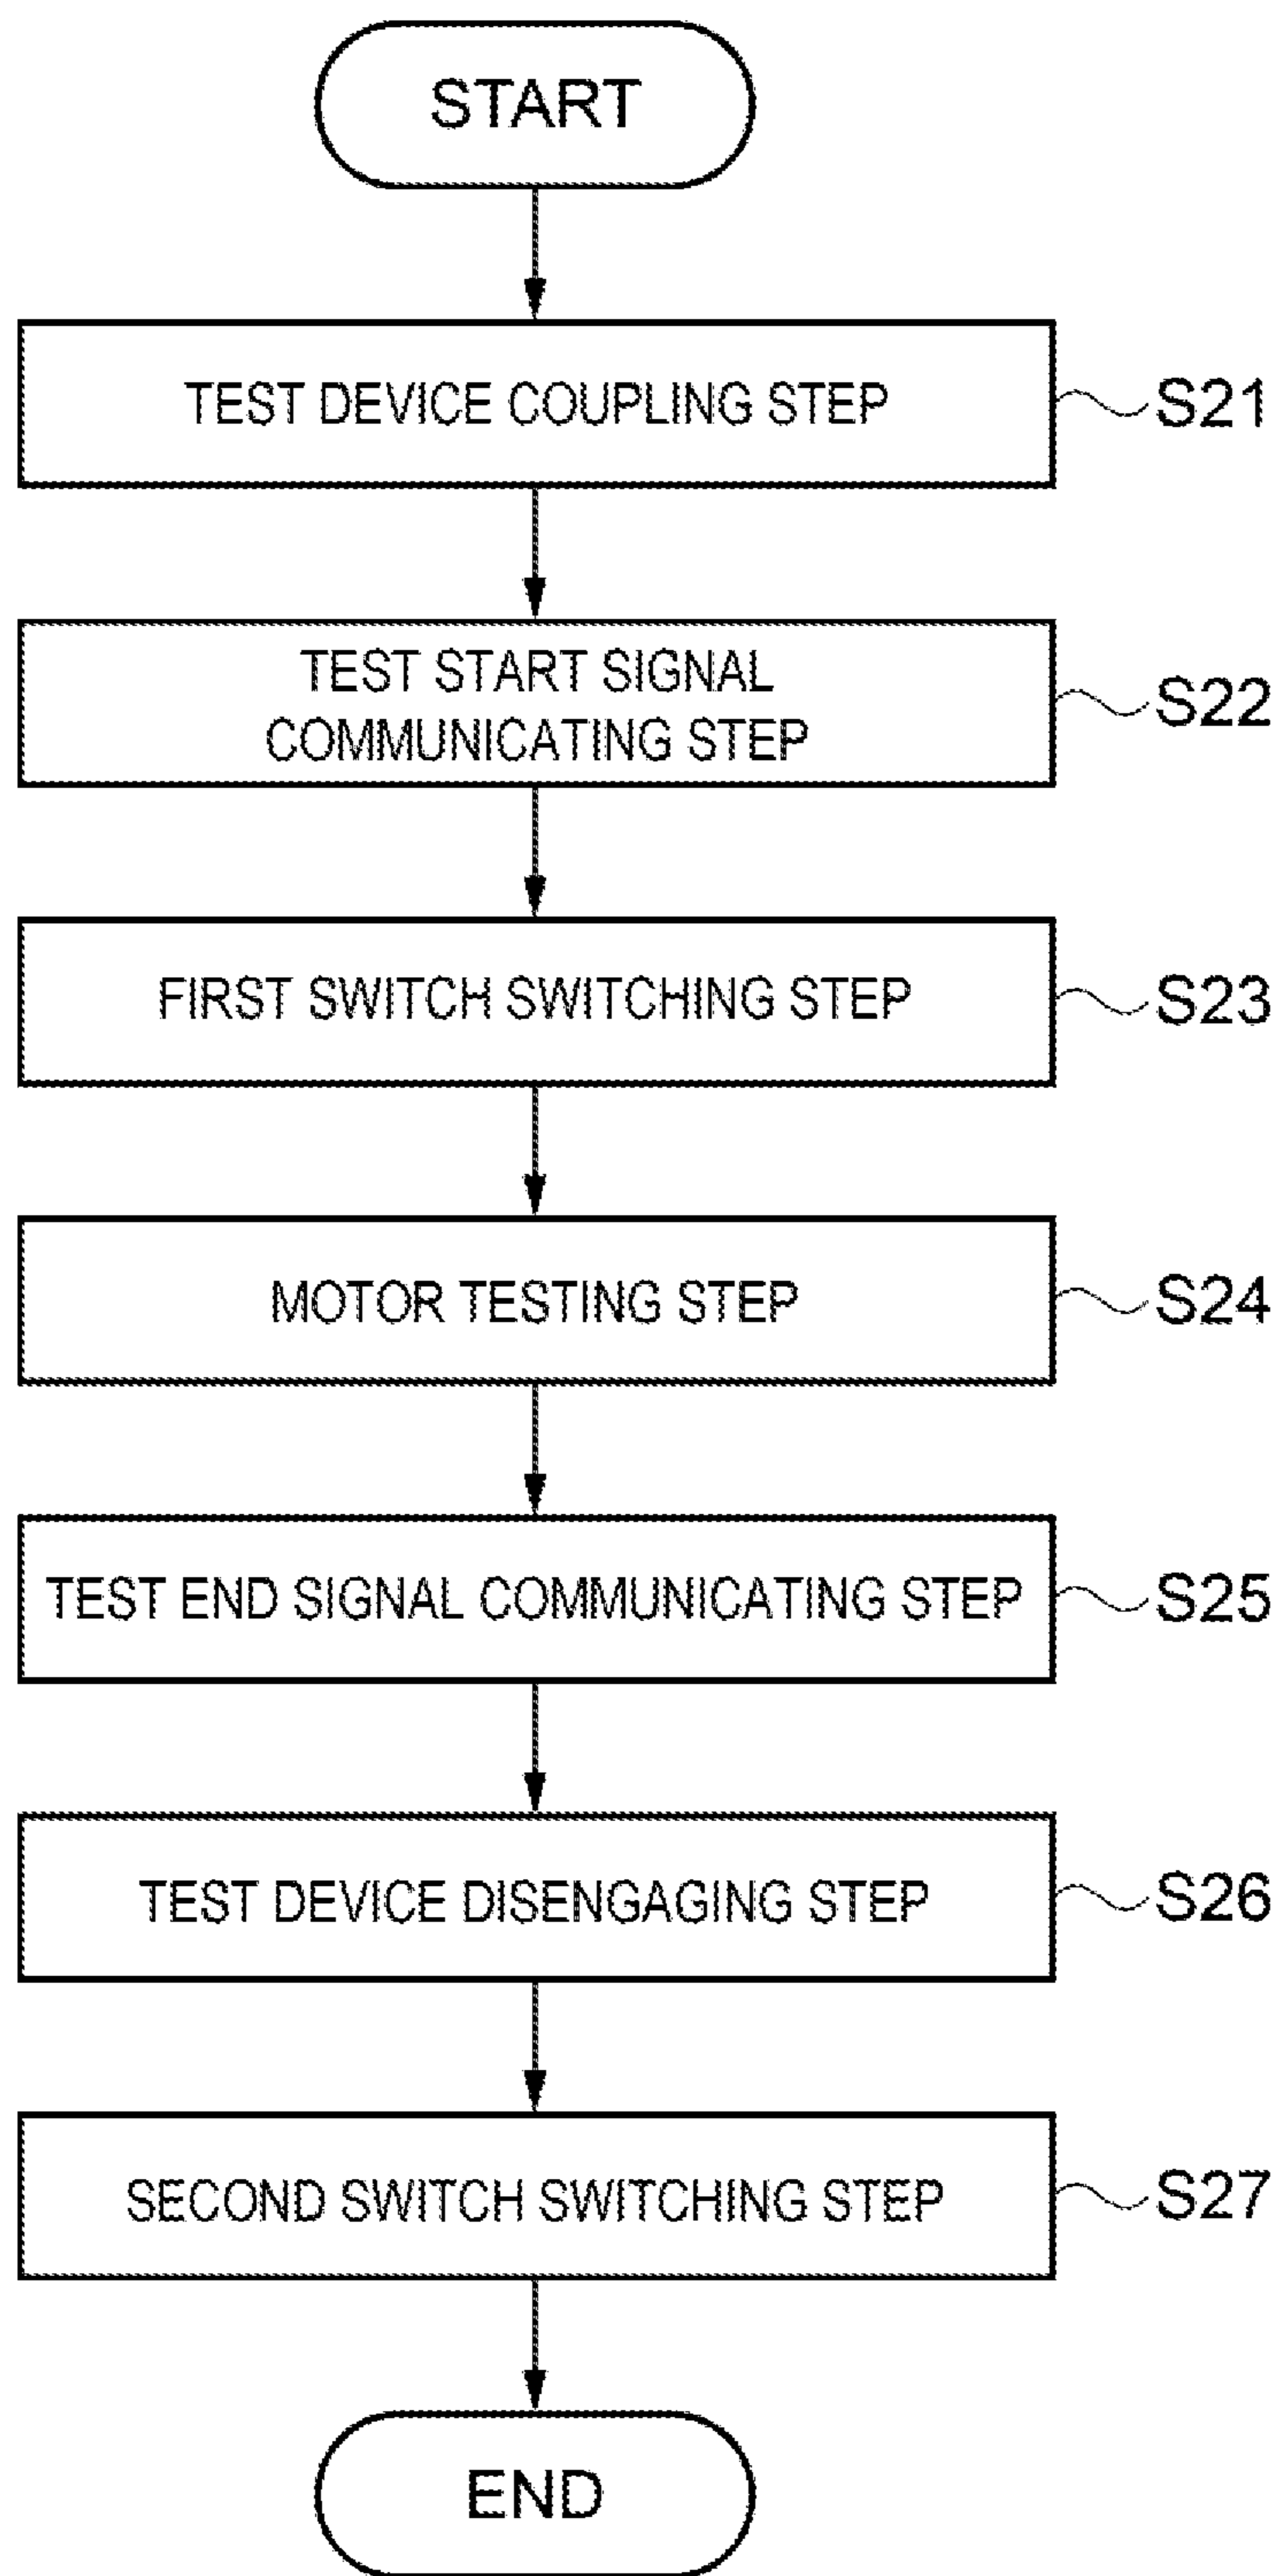 START
TEST DEVICE COUPLING STEP
S21
TEST START SIGNAL
COMMUNICATING STEP
S22
FIRST SWITCH SWITCHING STEP
S23
MOTOR TESTING STEP
S24
TEST END SIGNAL COMMUNICATING STEP
S25
TEST DEVICE DISENGAGING STEP
S26
SECOND SWITCH SWITCHING STEP
S27
END